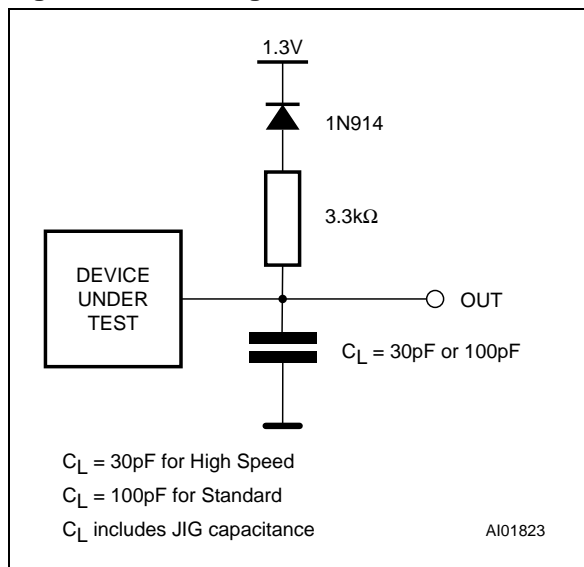 1.3V
1N914
3.3kΩ
DEVICE
UNDER
TEST
OUT
CL = 30pF or 100pF
CL = 30pF for High Speed
CL = 100pF for Standard
CL includes JIG capacitance
AI01823